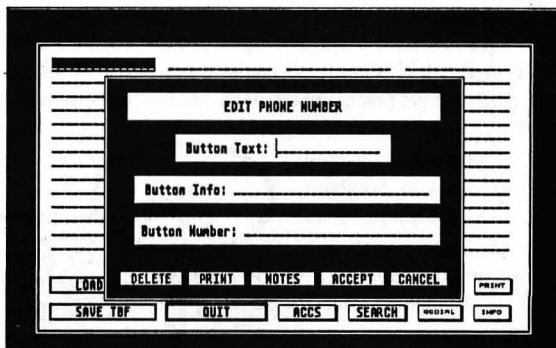 EDIT PHONE NUMBER
Button Text:
Button Info:
Button Number:
DELETE PRINT NOTES ACCEPT CANCEL
LOAD PRINT
SAVE TBF QUIT ACCS SEARCH REDIAL INFO